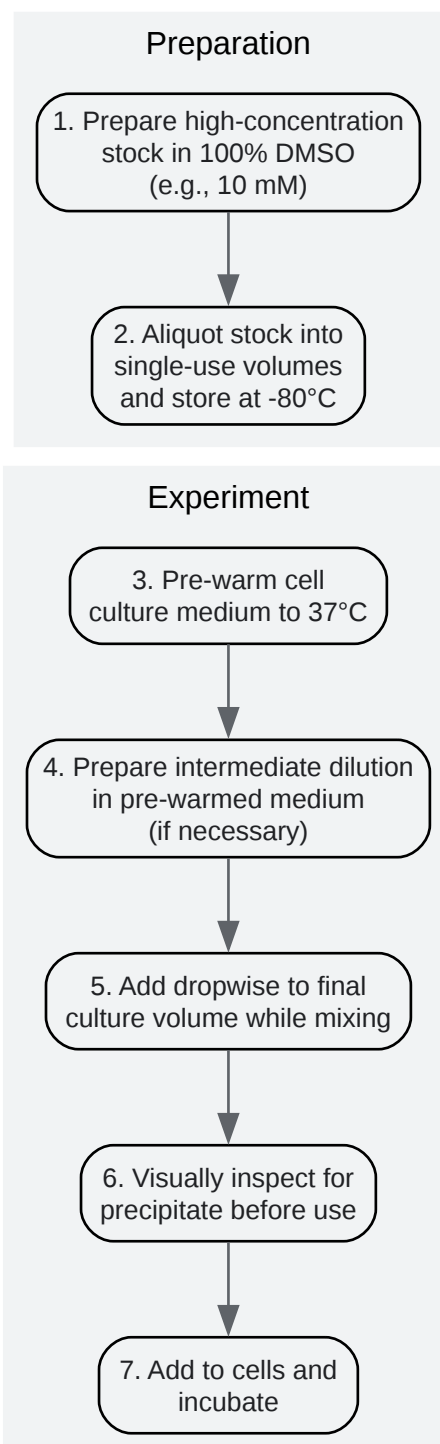 Preparation
1. Prepare high-concentration
stock in 100% DMSO
(e.g., 10 mM)
2. Aliquot stock into
single-use volumes
and store at -80°C
Experiment
3. Pre-warm cell
culture medium to 37°C
4. Prepare intermediate dilution
in pre-warmed medium
(if necessary)
5. Add dropwise to final
culture volume while mixing
6. Visually inspect for
precipitate before use
7. Add to cells and
incubate